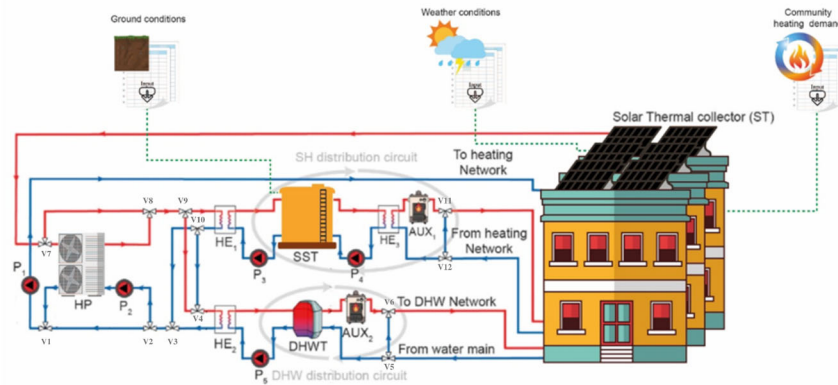 Ground conditions
Weather conditions
Community
heating deman
Input
Input
Input
Solar Thermal collector (ST)
SH distribution circuit
To heating
Network
V8
V9
V10
V11
AUX1
HE1
HE3
From heating
Network
V7
P1
HP
P2
P3
SST
P4
V12
V6
To DHW Network
V4
AUX2
V1
V2
V3
HE2
DHWT
From water main
V5
P5
DHW distribution circuit